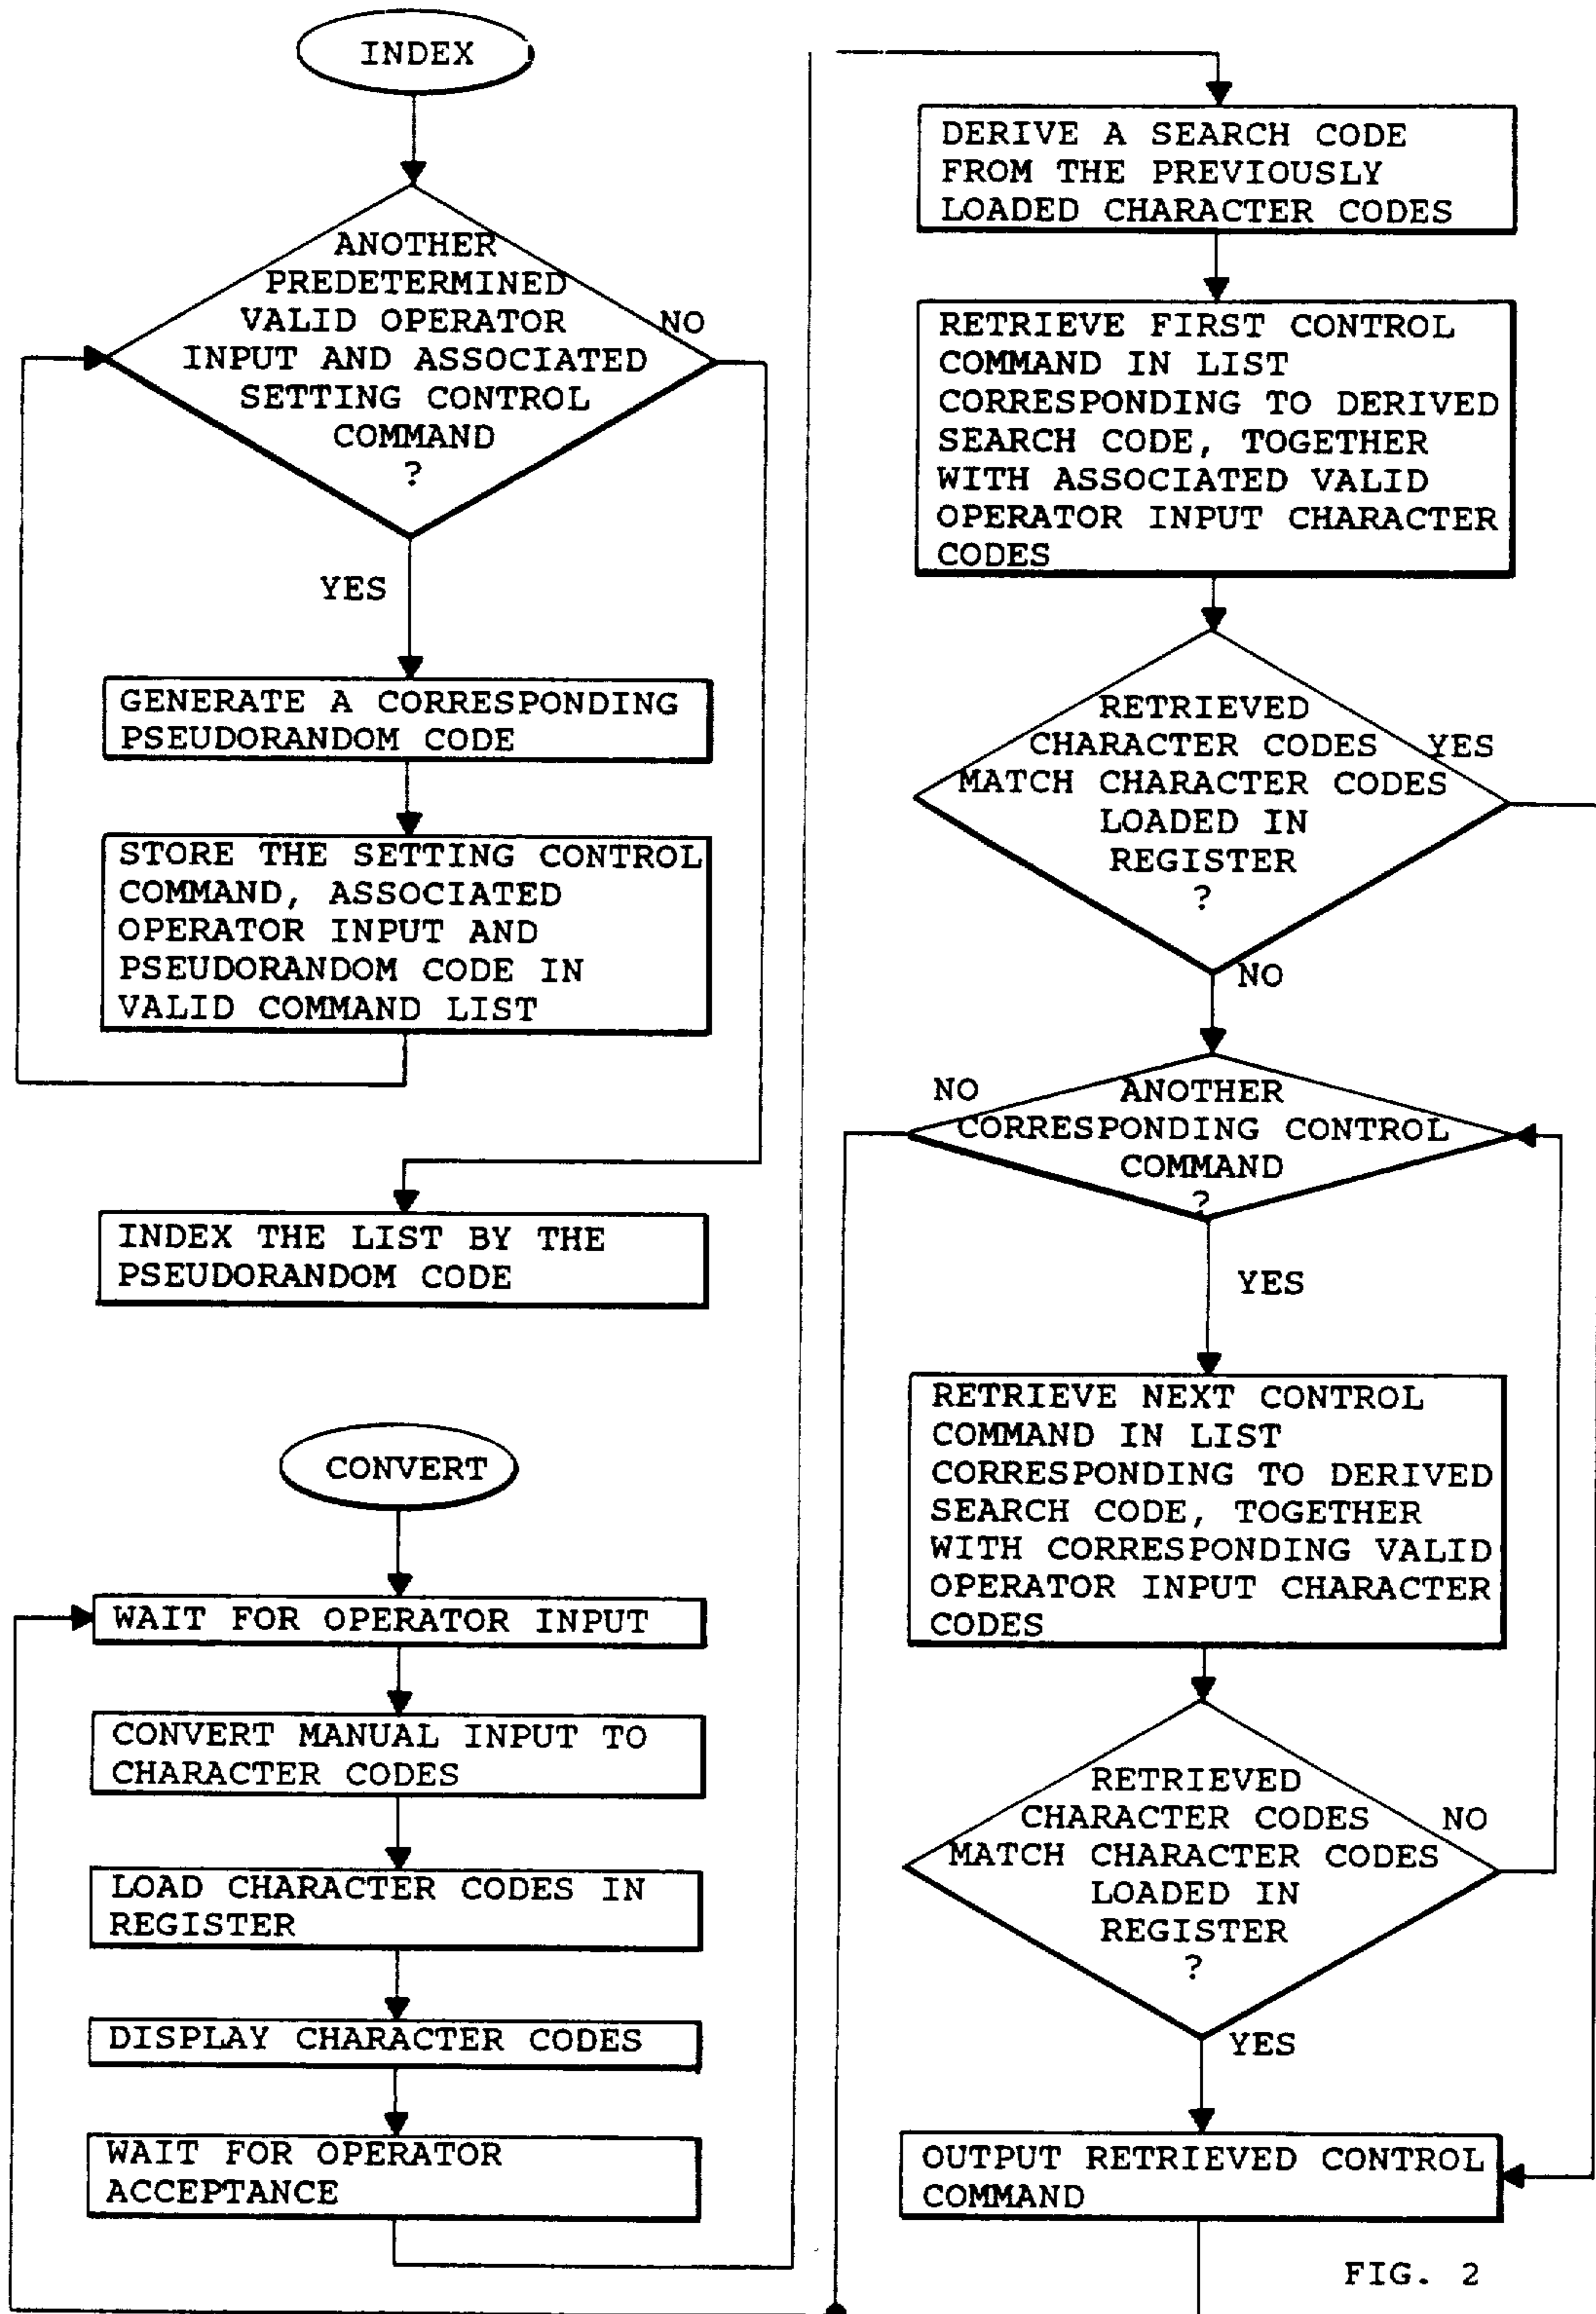 INDEX
ANOTHER
PREDETERMINED
VALID OPERATOR
INPUT AND ASSOCIATED
SETTING CONTROL
COMMAND
?
NO
YES
GENERATE A CORRESPONDING
PSEUDORANDOM CODE
STORE THE SETTING CONTROL
COMMAND, ASSOCIATED
OPERATOR INPUT AND
PSEUDORANDOM CODE IN
VALID COMMAND LIST
INDEX THE LIST BY THE
PSEUDORANDOM CODE
CONVERT
WAIT FOR OPERATOR INPUT
CONVERT MANUAL INPUT TO
CHARACTER CODES
LOAD CHARACTER CODES IN
REGISTER
DISPLAY CHARACTER CODES
WAIT FOR OPERATOR
ACCEPTANCE
DERIVE A SEARCH CODE
FROM THE PREVIOUSLY
LOADED CHARACTER CODES
RETRIEVE FIRST CONTROL
COMMAND IN LIST
CORRESPONDING TO DERIVED
SEARCH CODE, TOGETHER
WITH ASSOCIATED VALID
OPERATOR INPUT CHARACTER
CODES
RETRIEVED
CHARACTER CODES
MATCH CHARACTER CODES
LOADED IN
REGISTER
?
YES
NO
ANOTHER
CORRESPONDING CONTROL
COMMAND
?
NO
YES
RETRIEVE NEXT CONTROL
COMMAND IN LIST
CORRESPONDING TO DERIVED
SEARCH CODE, TOGETHER
WITH CORRESPONDING VALID
OPERATOR INPUT CHARACTER
CODES
RETRIEVED
CHARACTER CODES
MATCH CHARACTER CODES
LOADED IN
REGISTER
?
NO
YES
OUTPUT RETRIEVED CONTROL
COMMAND
FIG. 2